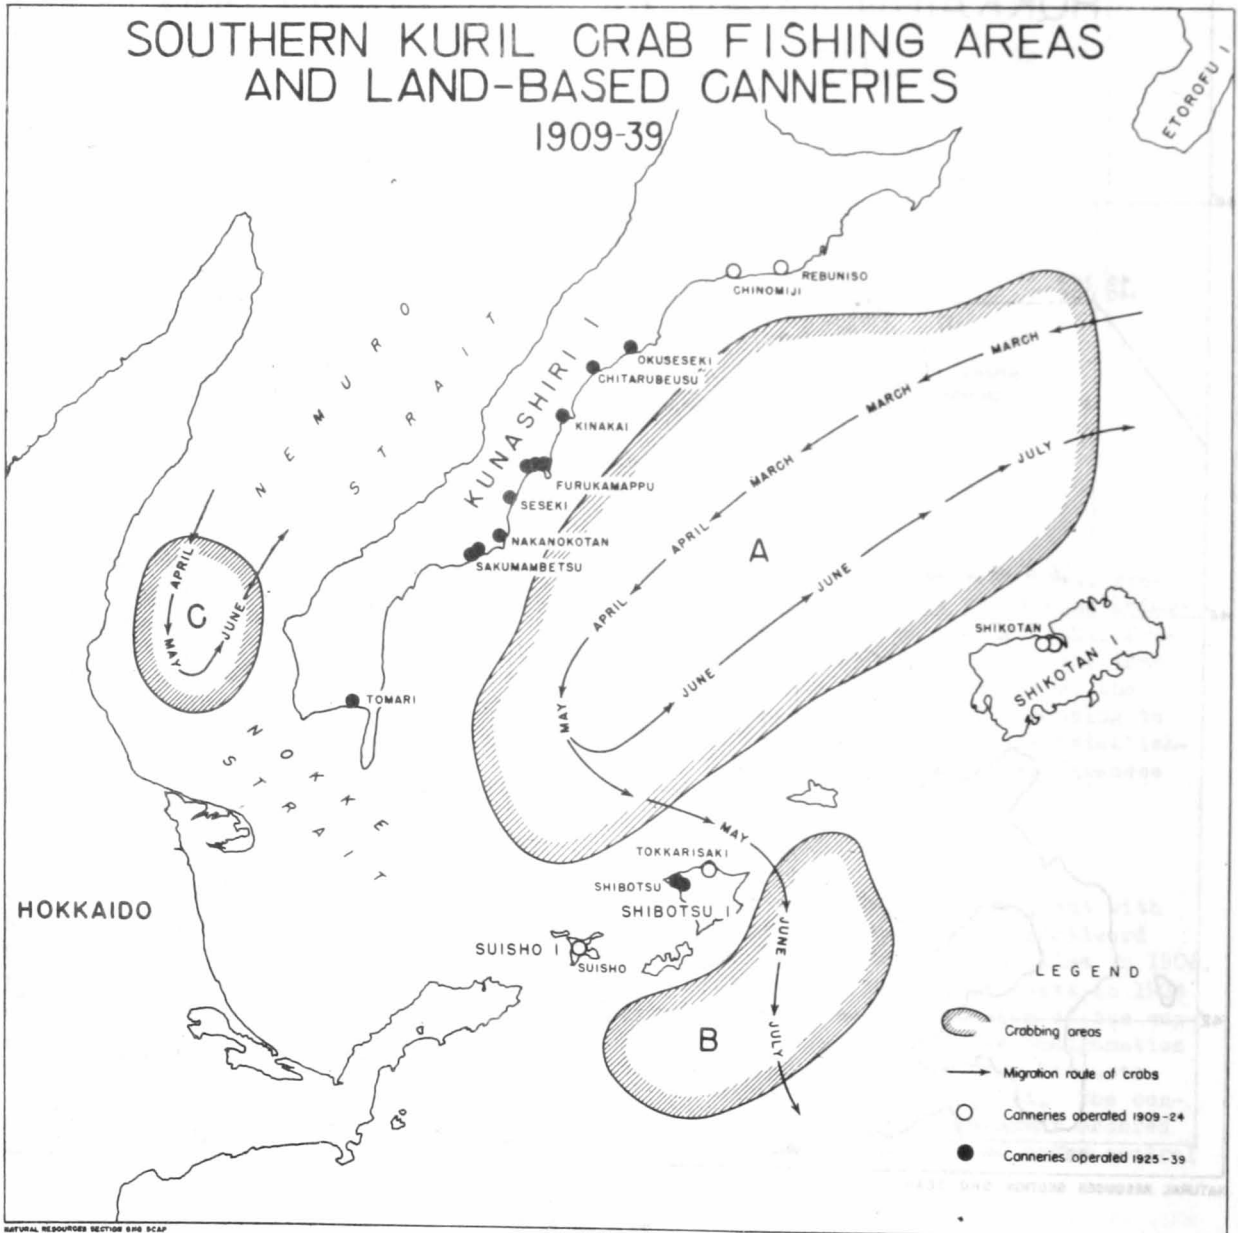 SOUTHERN KURIL CRAB FISHING AREAS
AND LAND-BASED CANNERIES
1909-39
ETOROFU I
REBUNISO
CHINOMIJI
NEMURO
STRAIT
KUNASHIRI I
OKUSESEKI
CHITARUBEUSU
KINAKAI
FURUKAMAPPU
SESEKI
NAKANOKOTAN
SAKUMAMBETSU
TOMARI
MARCH
MARCH
MARCH
APRIL
APRIL
MAY
JULY
JUNE
JUNE
A
APRIL
MAY
JUNE
C
SHIKOTAN
SHIKOTAN I
NOKKE
STRAIT
T
MAY
TOKKARISAKI
SHIBOTSU
SHIBOTSU I
SUISHO I
SUISHO
HOKKAIDO
JUNE
JULY
B
LEGEND
Crabbing areas
Migration route of crabs
Canneries operated 1909-24
Canneries operated 1925-39
NATURAL RESOURCES SECTION GHQ SCAP